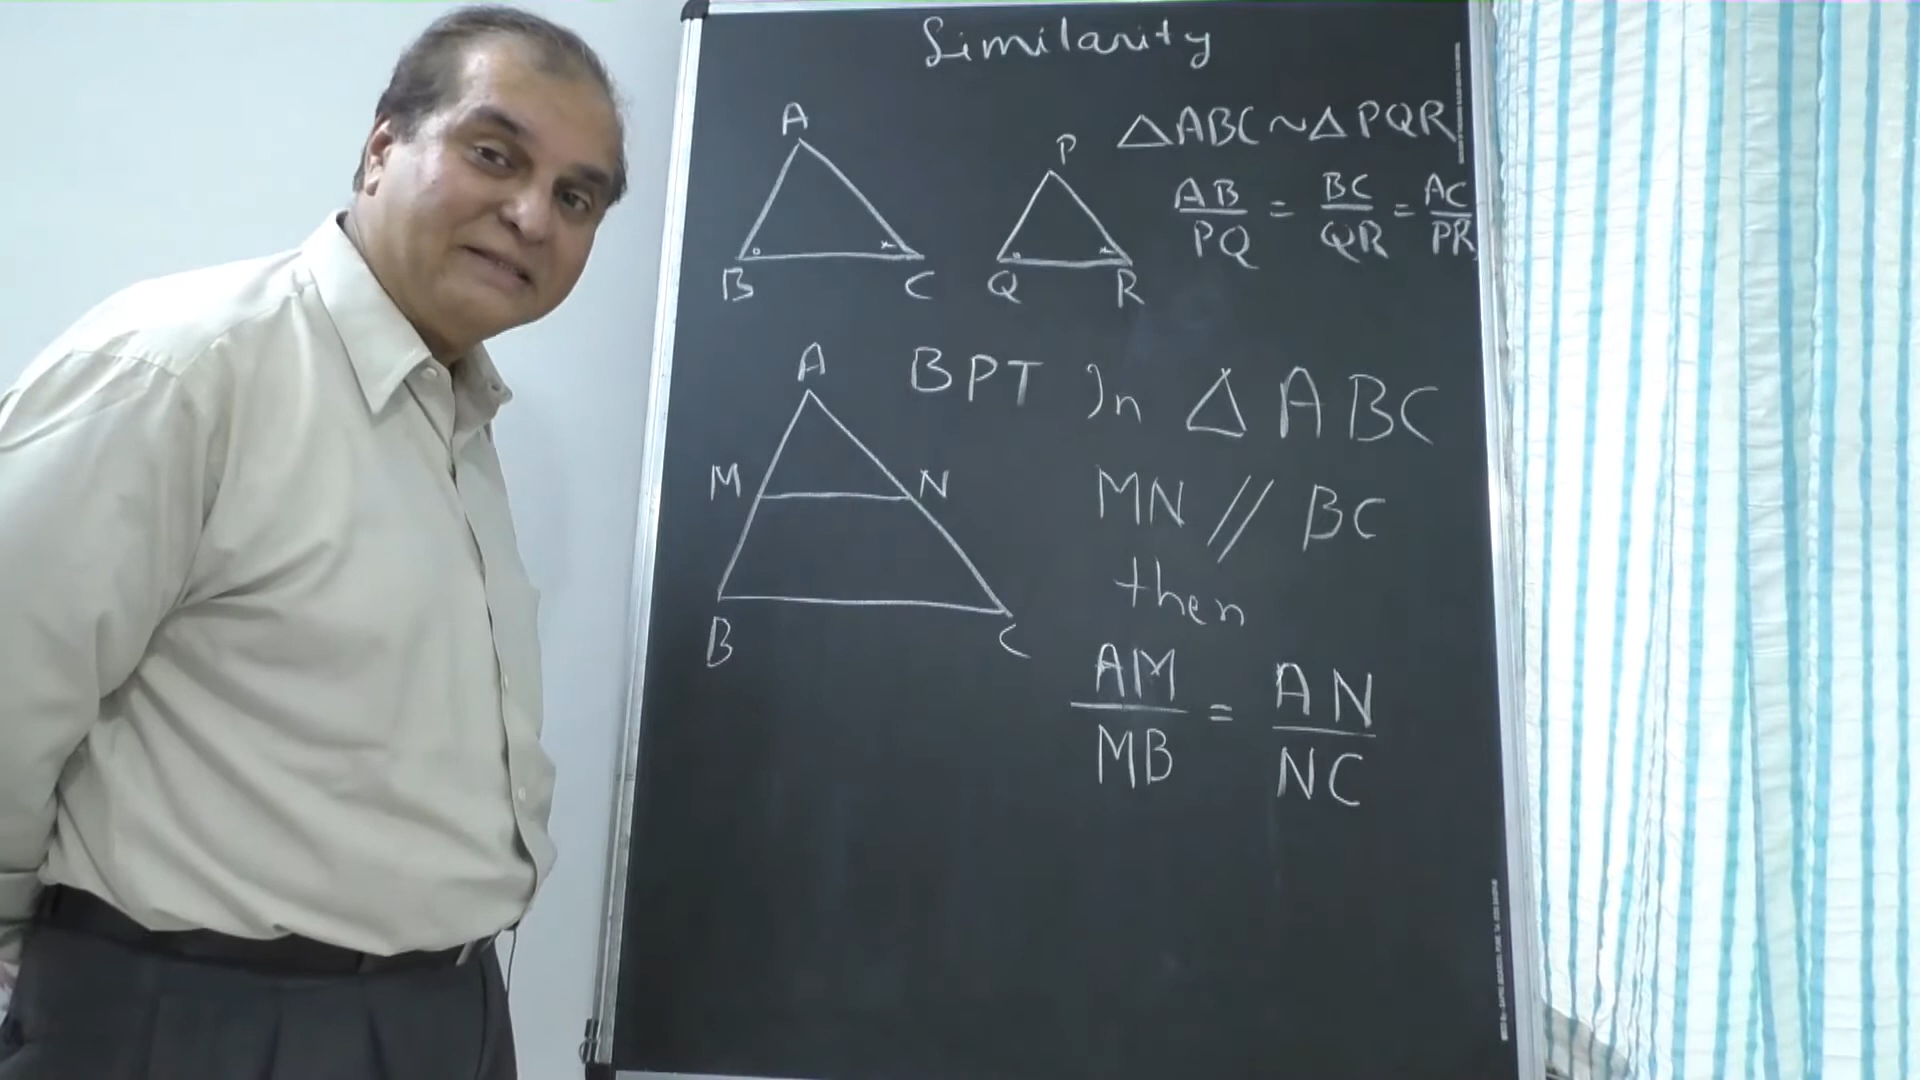 Similarity
A
B
C
P
Q
R
△ABC ~ △PQR
AB/PQ = BC/QR = AC/PR
A
M
N
B
C
BPT In △ ABC
MN // BC
then
AM/MB = AN/NC